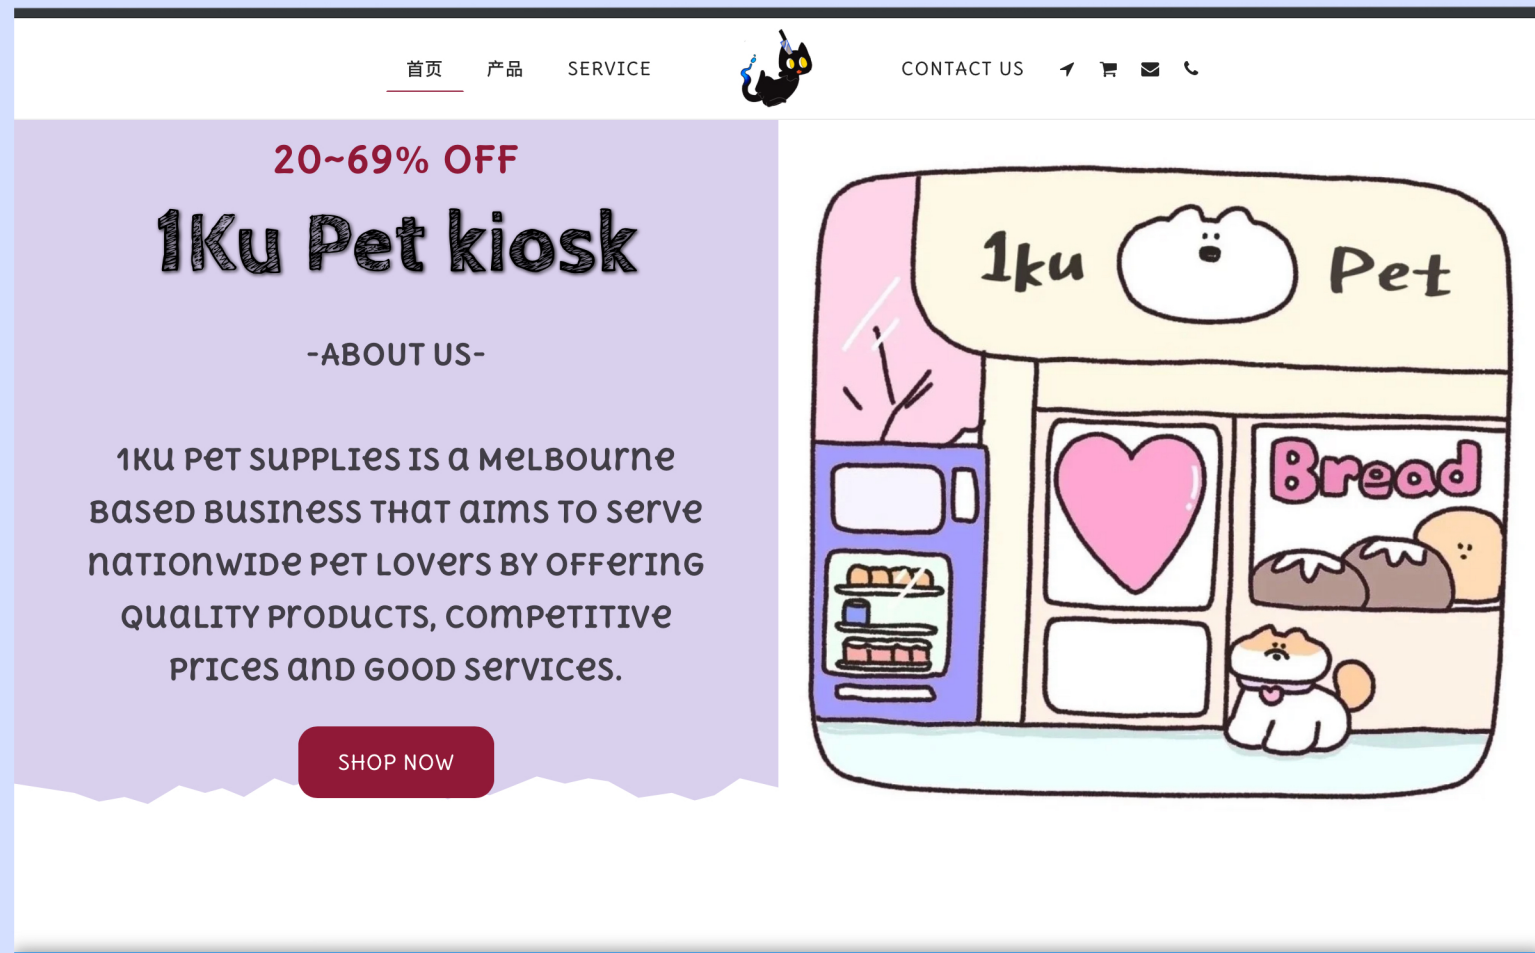 首页 产品 SERVICE CONTACT US
20~69% OFF
1Ku Pet kiosk
-ABOUT US-
1KU PET SUPPLIES IS A MELBOURNE
BASED BUSINESS THAT AIMS TO SERVE
NATIONWIDE PET LOVERS BY OFFERING
QUALITY PRODUCTS, COMPETITIVE
PRICES AND GOOD SERVICES.
SHOP NOW
1ku Pet
Bread